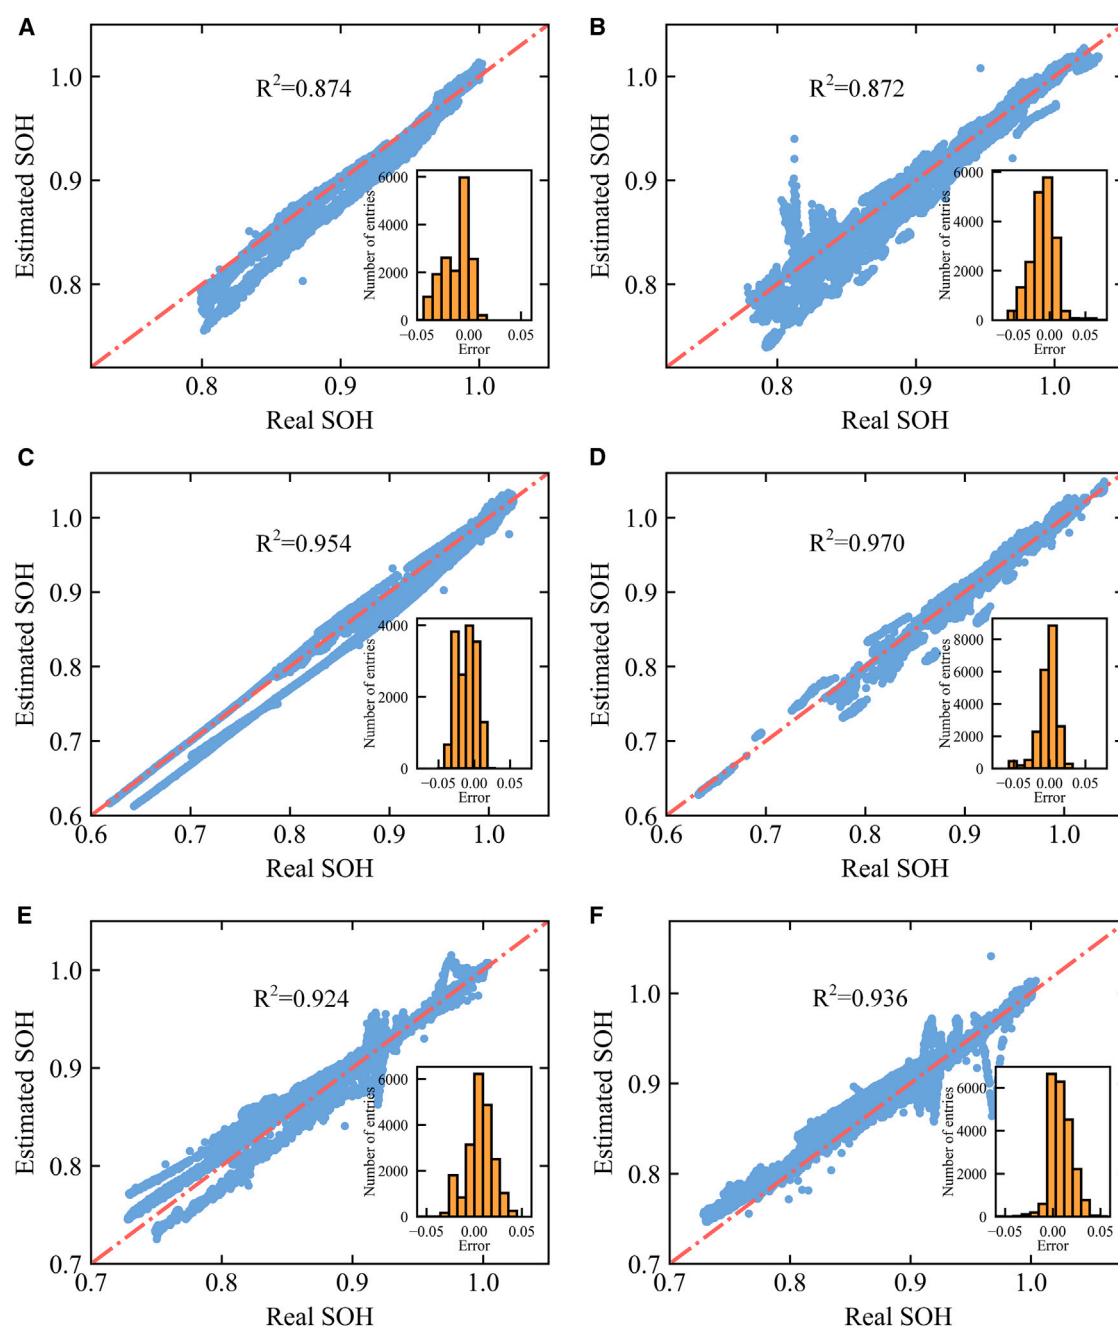 A
R²=0.874
1.0
0.9
0.8
Estimated SOH
0.8
0.9
1.0
Real SOH
6000
4000
2000
0
Number of entries
−0.05
0.00
0.05
Error
B
R²=0.872
1.0
0.9
0.8
Estimated SOH
0.8
0.9
1.0
Real SOH
6000
4000
2000
0
Number of entries
−0.05
0.00
0.05
Error
C
R²=0.954
1.0
0.9
0.8
0.7
0.6
Estimated SOH
0.6
0.7
0.8
0.9
1.0
Real SOH
4000
2000
0
Number of entries
−0.05
0.00
0.05
Error
D
R²=0.970
1.0
0.9
0.8
0.7
0.6
Estimated SOH
0.6
0.7
0.8
0.9
1.0
Real SOH
8000
6000
4000
2000
0
Number of entries
−0.05
0.00
0.05
Error
E
R²=0.924
1.0
0.9
0.8
0.7
Estimated SOH
0.7
0.8
0.9
1.0
Real SOH
6000
4000
2000
0
Number of entries
−0.05
0.00
0.05
Error
F
R²=0.936
1.0
0.9
0.8
0.7
Estimated SOH
0.7
0.8
0.9
1.0
Real SOH
6000
4000
2000
0
Number of entries
−0.05
0.00
0.05
Error